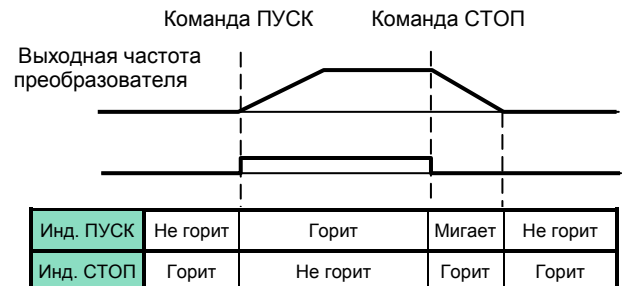 Команда ПУСК Команда СТОП
Выходная частота
преобразователя
Инд. ПУСК Не горит Горит Мигает Не горит
Инд. СТОП Горит Не горит Горит Горит